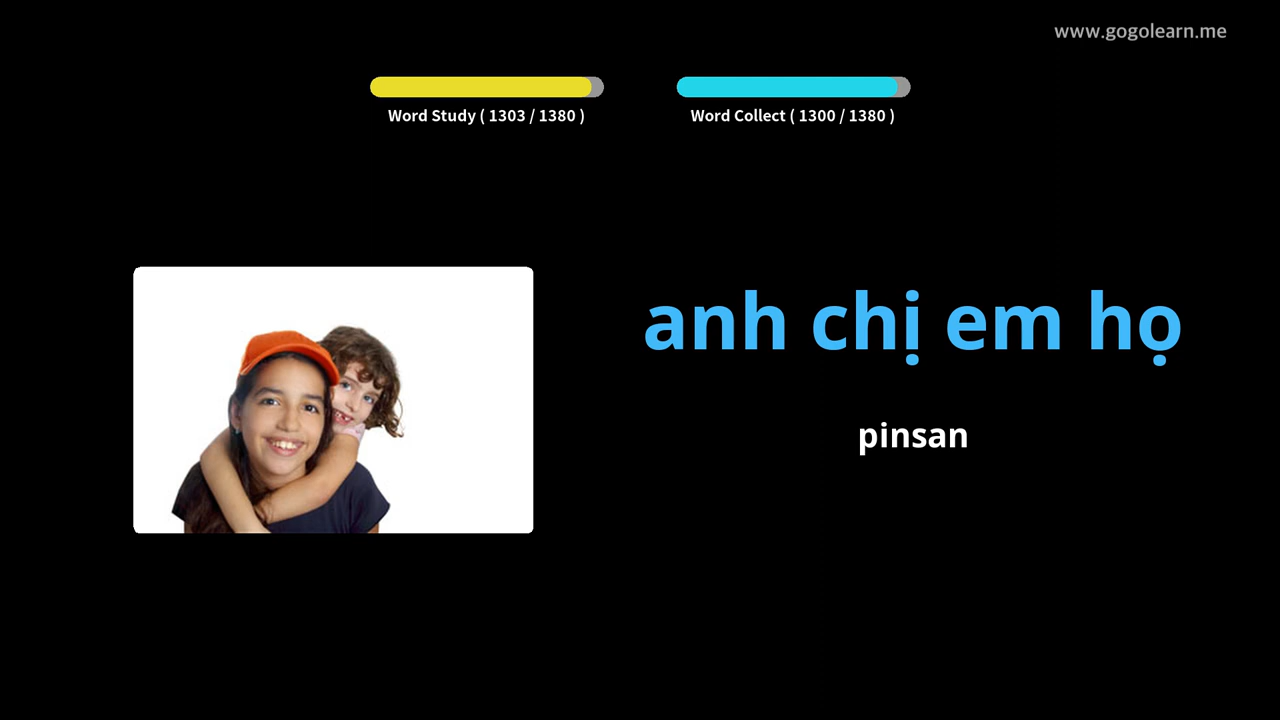 www.gogolearn.me
Word Study ( 1303 / 1380 )
Word Collect ( 1300 / 1380 )
anh chị em họ
pinsan